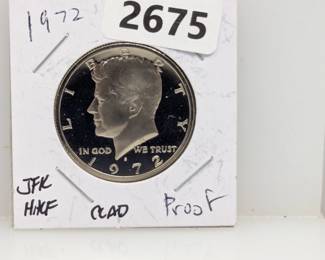 1972
2675
LIBERTY
IN GOD WE TRUST
S
1972
JFK
HALF
CLAD
Proof